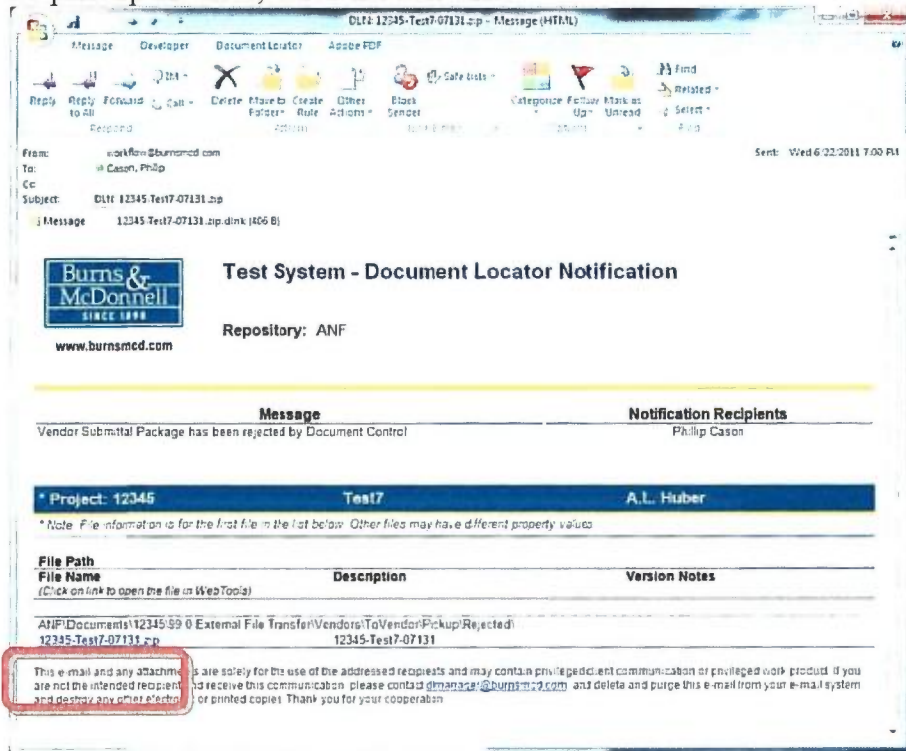 DLN: 12345-Test7-07131.zip - Message (HTML)
Message Developer Document Locator Adobe PDF
Reply Reply to All Forward IM Call
Delete Move to Folder Create Rule Other Actions
Block Sender Safe Lists
Categorize Follow Up Mark as Unread
Find Related Select
Respond Actions
From: workflow@burnsmcd.com Sent: Wed 6/22/2011 7:00 PM
To: Cason, Philip
Cc:
Subject: DLN: 12345-Test7-07131.zip
Message 12345-Test7-07131.zip.dlnk (406 B)
Burns & McDonnell
SINCE 1898
www.burnsmcd.com
Test System - Document Locator Notification
Repository: ANF
Message Notification Recipients
Vendor Submittal Package has been rejected by Document Control Phillip Cason
* Project: 12345 Test7 A.L. Huber
* Note: File information is for the first file in the list below. Other files may have different property values
File Path
File Name Description Version Notes
(Click on link to open the file in WebTools)
ANF\Documents\12345\99.0 External File Transfer\Vendors\ToVendor\Pickup\Rejected\
12345-Test7-07131.zip 12345-Test7-07131
This e-mail and any attachments are solely for the use of the addressed recipients and may contain privileged client communication or privileged work product. If you
are not the intended recipient and receive this communication, please contact dlmanager@burnsmcd.com and delete and purge this e-mail from your e-mail system
and destroy any other electronic or printed copies. Thank you for your cooperation